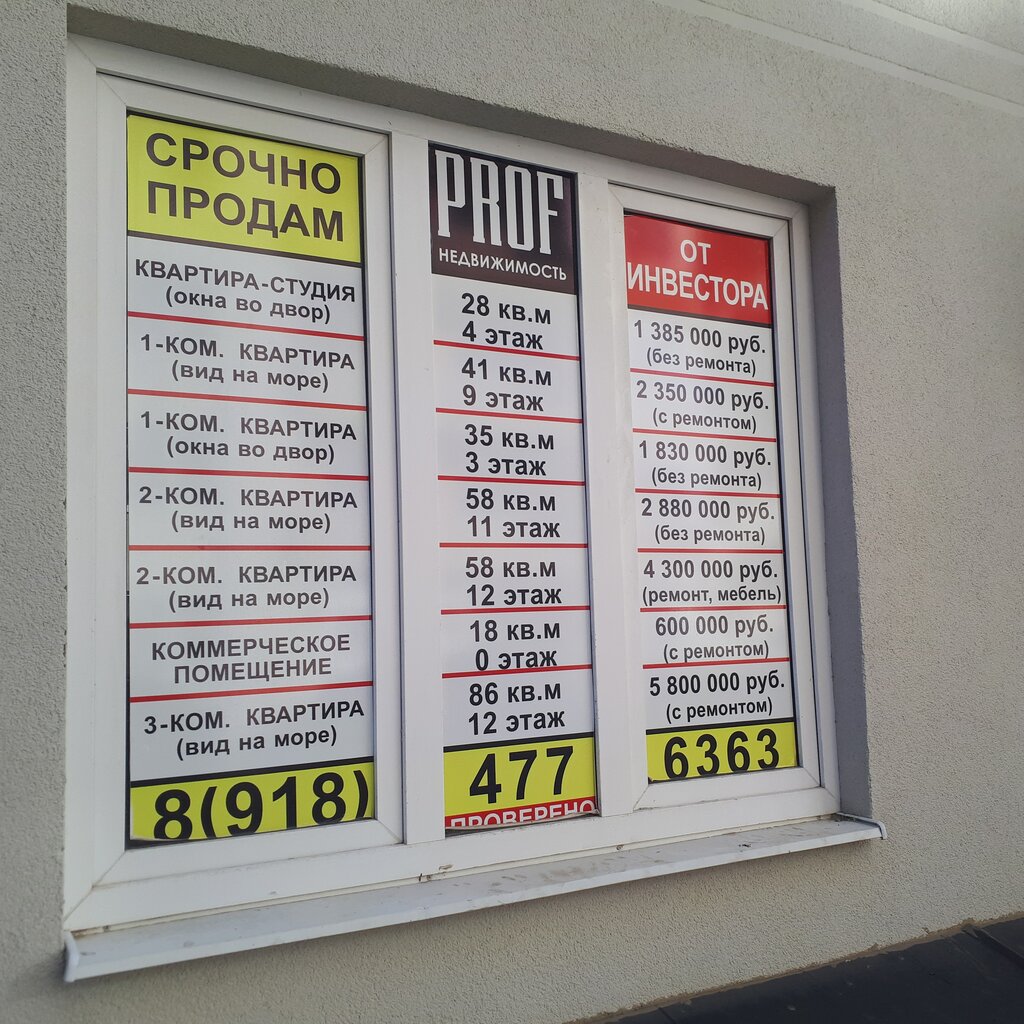 СРОЧНО
ПРОДАМ
КВАРТИРА-СТУДИЯ
(окна во двор)
1-КОМ. КВАРТИРА
(вид на море)
1-КОМ. КВАРТИРА
(окна во двор)
2-КОМ. КВАРТИРА
(вид на море)
2-КОМ. КВАРТИРА
(вид на море)
КОММЕРЧЕСКОЕ
ПОМЕЩЕНИЕ
3-КОМ. КВАРТИРА
(вид на море)
8(918)
PROF
НЕДВИЖИМОСТЬ
28 кв.м
4 этаж
41 кв.м
9 этаж
35 кв.м
3 этаж
58 кв.м
11 этаж
58 кв.м
12 этаж
18 кв.м
0 этаж
86 кв.м
12 этаж
477
ПРОВЕРЕНО
ОТ
ИНВЕСТОРА
1 385 000 руб.
(без ремонта)
2 350 000 руб.
(с ремонтом)
1 830 000 руб.
(без ремонта)
2 880 000 руб.
(без ремонта)
4 300 000 руб.
(ремонт, мебель)
600 000 руб.
(с ремонтом)
5 800 000 руб.
(с ремонтом)
6363